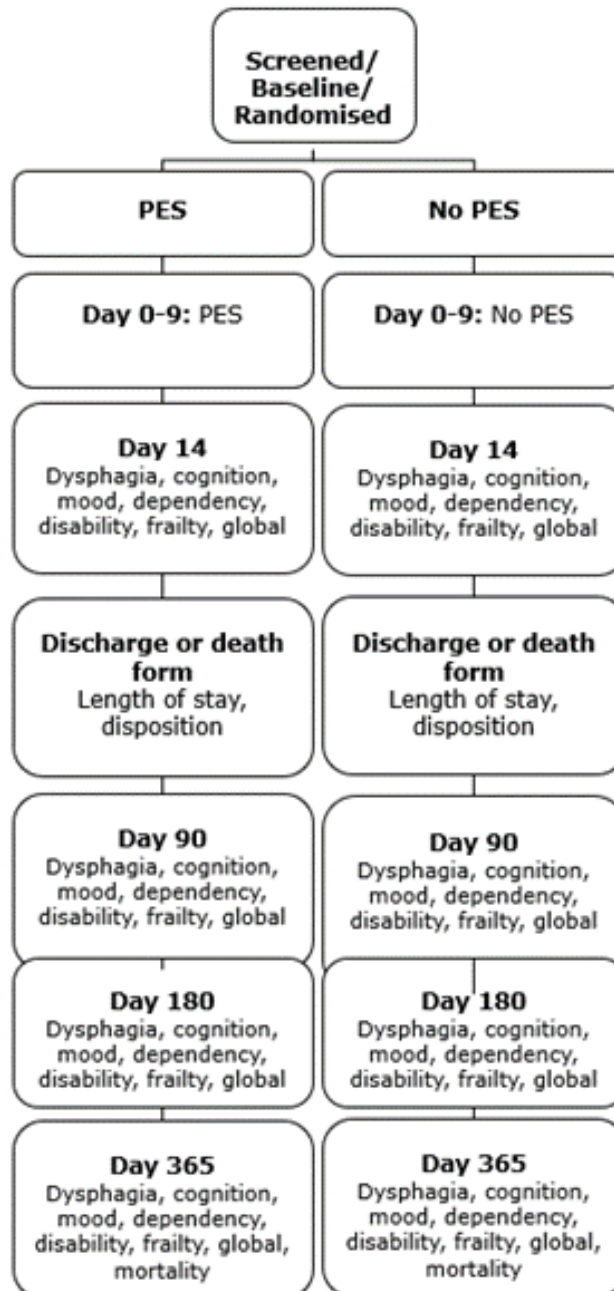 Screened/
Baseline/
Randomised
PES
No PES
Day 0-9: PES
Day 0-9: No PES
Day 14
Dysphagia, cognition,
mood, dependency,
disability, frailty, global
Day 14
Dysphagia, cognition,
mood, dependency,
disability, frailty, global
Discharge or death
form
Length of stay,
disposition
Discharge or death
form
Length of stay,
disposition
Day 90
Dysphagia, cognition,
mood, dependency,
disability, frailty, global
Day 90
Dysphagia, cognition,
mood, dependency,
disability, frailty, global
Day 180
Dysphagia, cognition,
mood, dependency,
disability, frailty, global
Day 180
Dysphagia, cognition,
mood, dependency,
disability, frailty, global
Day 365
Dysphagia, cognition,
mood, dependency,
disability, frailty, global,
mortality
Day 365
Dysphagia, cognition,
mood, dependency,
disability, frailty, global,
mortality